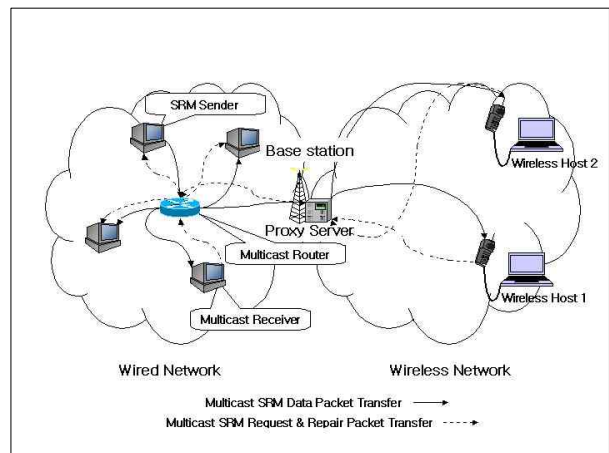 SRM Sender
Base station
Wireless Host 2
Proxy Server
Multicast Router
Wireless Host 1
Multicast Receiver
Wired Network
Wireless Network
Multicast SRM Data Packet Transfer
Multicast SRM Request & Repair Packet Transfer